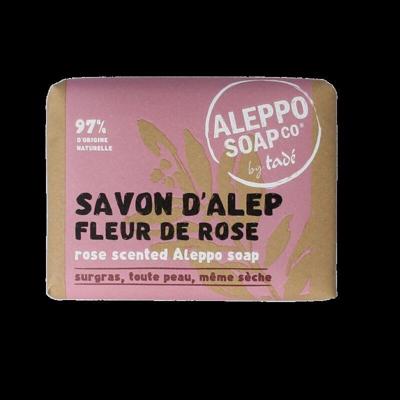 97%
D'ORIGINE
NATURELLE
ALEPPO
SOAP CO®
by tadé
SAVON D'ALEP
FLEUR DE ROSE
rose scented Aleppo soap
surgras, toute peau, même sèche